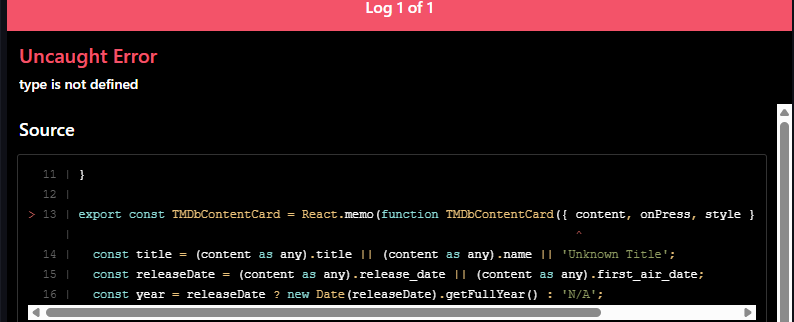 Log 1 of 1
Uncaught Error
type is not defined
Source
11 | }
12 |
> 13 | export const TMDbContentCard = React.memo(function TMDbContentCard({ content, onPress, style }
| ^
14 | const title = (content as any).title || (content as any).name || 'Unknown Title';
15 | const releaseDate = (content as any).release_date || (content as any).first_air_date;
16 | const year = releaseDate ? new Date(releaseDate).getFullYear() : 'N/A';